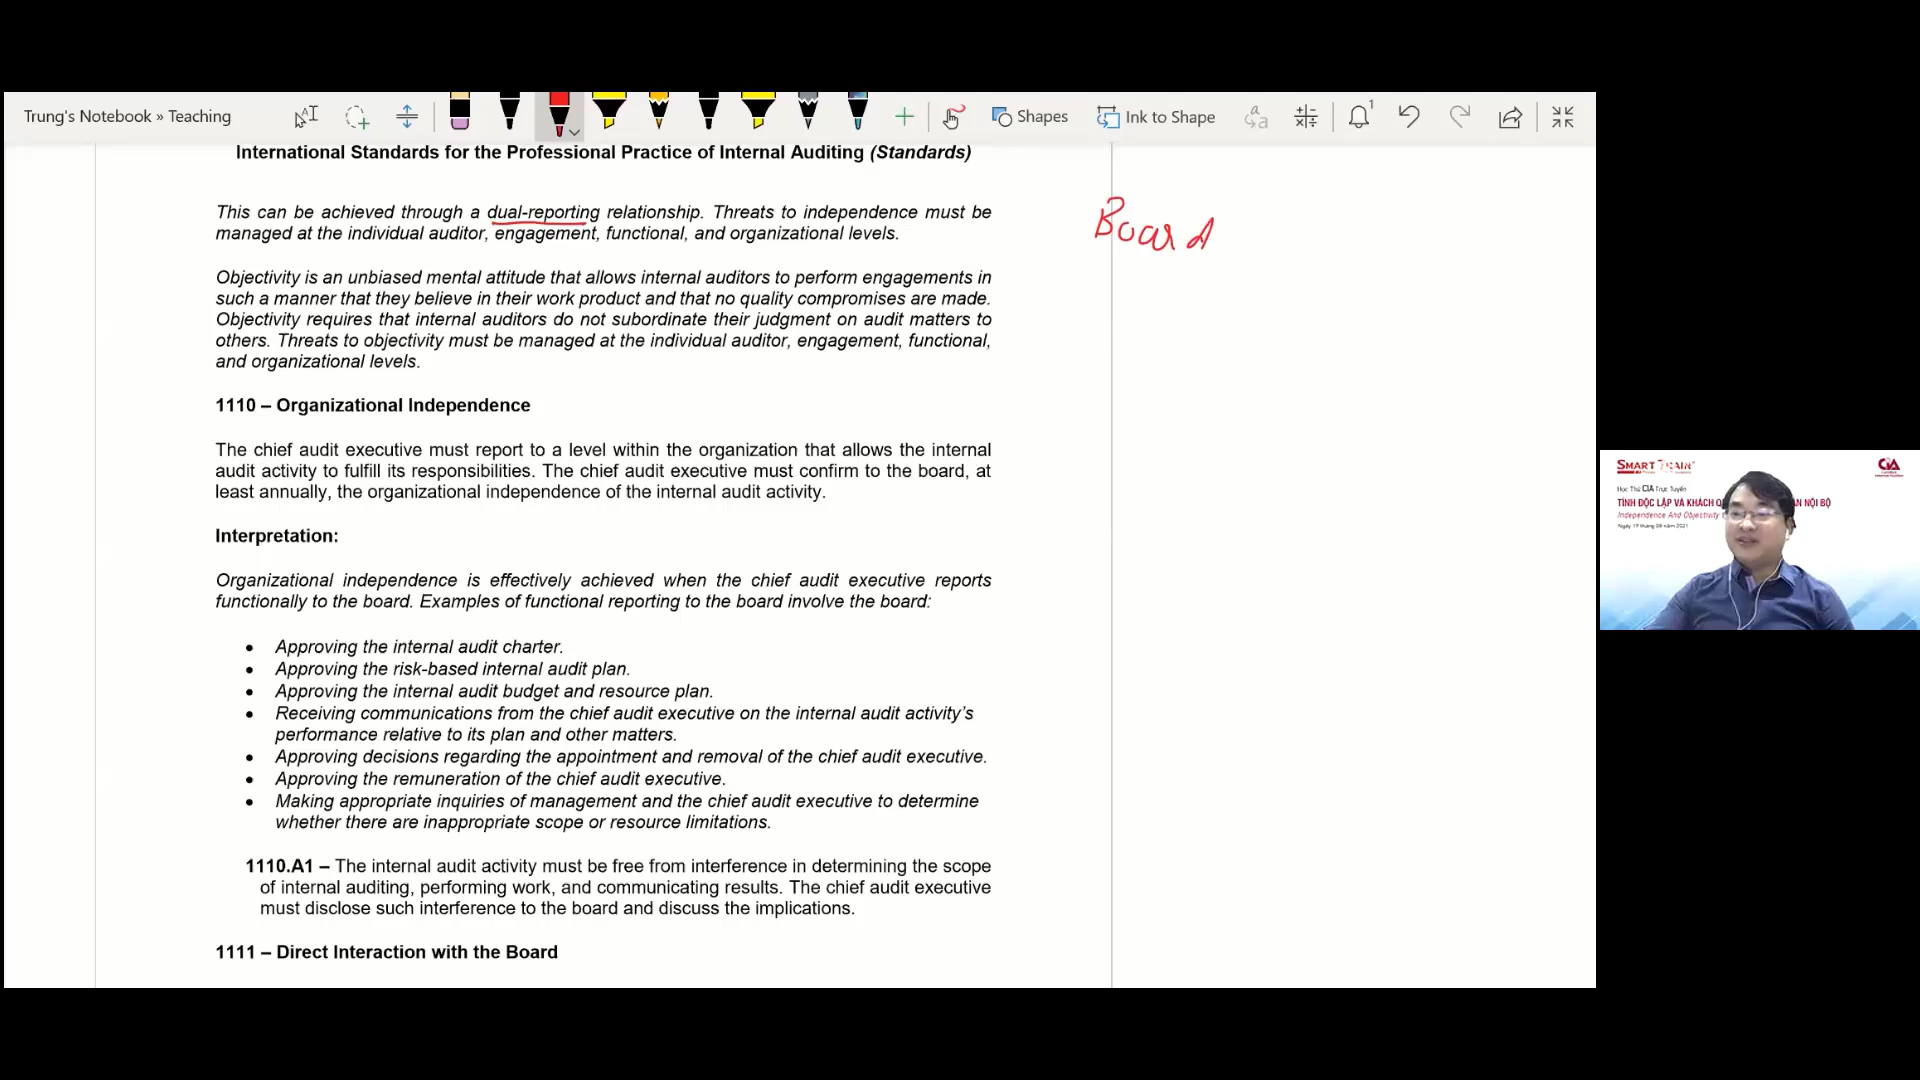 Trung's Notebook » Teaching
Shapes
Ink to Shape
1
International Standards for the Professional Practice of Internal Auditing (Standards)
This can be achieved through a dual-reporting relationship. Threats to independence must be
managed at the individual auditor, engagement, functional, and organizational levels.
Board
Objectivity is an unbiased mental attitude that allows internal auditors to perform engagements in
such a manner that they believe in their work product and that no quality compromises are made.
Objectivity requires that internal auditors do not subordinate their judgment on audit matters to
others. Threats to objectivity must be managed at the individual auditor, engagement, functional,
and organizational levels.
1110 – Organizational Independence
The chief audit executive must report to a level within the organization that allows the internal
audit activity to fulfill its responsibilities. The chief audit executive must confirm to the board, at
least annually, the organizational independence of the internal audit activity.
Interpretation:
Organizational independence is effectively achieved when the chief audit executive reports
functionally to the board. Examples of functional reporting to the board involve the board:
• Approving the internal audit charter.
• Approving the risk-based internal audit plan.
• Approving the internal audit budget and resource plan.
• Receiving communications from the chief audit executive on the internal audit activity's
performance relative to its plan and other matters.
• Approving decisions regarding the appointment and removal of the chief audit executive.
• Approving the remuneration of the chief audit executive.
• Making appropriate inquiries of management and the chief audit executive to determine
whether there are inappropriate scope or resource limitations.
1110.A1 – The internal audit activity must be free from interference in determining the scope
of internal auditing, performing work, and communicating results. The chief audit executive
must disclose such interference to the board and discuss the implications.
1111 – Direct Interaction with the Board
SMART TRAIN
CIA
Học Thử CIA Trực Tuyến
TÍNH ĐỘC LẬP VÀ KHÁCH N NỘI BỘ
Independence And Objectivity
Ngày 19 tháng 08 năm 2021